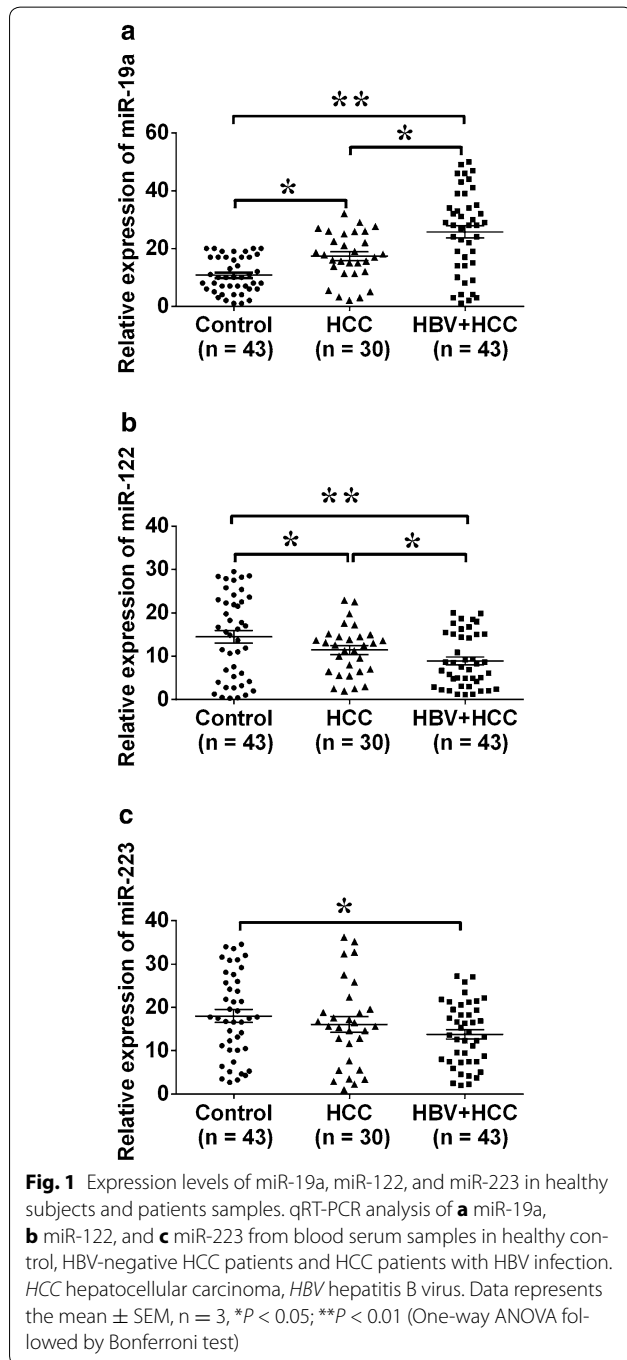 a
**
*
*
Relative expression of miR-19a
60
40
20
0
Control
(n = 43)
HCC
(n = 30)
HBV+HCC
(n = 43)
b
**
*
*
Relative expression of miR-122
40
30
20
10
0
Control
(n = 43)
HCC
(n = 30)
HBV+HCC
(n = 43)
c
*
Relative expression of miR-223
40
30
20
10
0
Control
(n = 43)
HCC
(n = 30)
HBV+HCC
(n = 43)
Fig. 1 Expression levels of miR-19a, miR-122, and miR-223 in healthy
subjects and patients samples. qRT-PCR analysis of a miR-19a,
b miR-122, and c miR-223 from blood serum samples in healthy con-
trol, HBV-negative HCC patients and HCC patients with HBV infection.
HCC hepatocellular carcinoma, HBV hepatitis B virus. Data represents
the mean ± SEM, n = 3, *P < 0.05; **P < 0.01 (One-way ANOVA fol-
lowed by Bonferroni test)